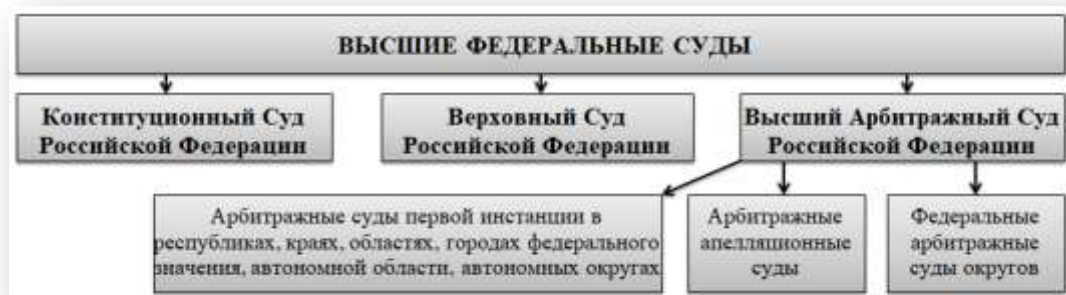 ВЫСШИЕ ФЕДЕРАЛЬНЫЕ СУДЫ
Конституционный Суд
Российской Федерации
Верховный Суд
Российской Федерации
Высший Арбитражный Суд
Российской Федерации
Арбитражные суды первой инстанции в
республиках, краях, областях, городах федерального
значения, автономной области, автономных округах
Арбитражные
апелляционные
суды
Федеральные
арбитражные
суды округов